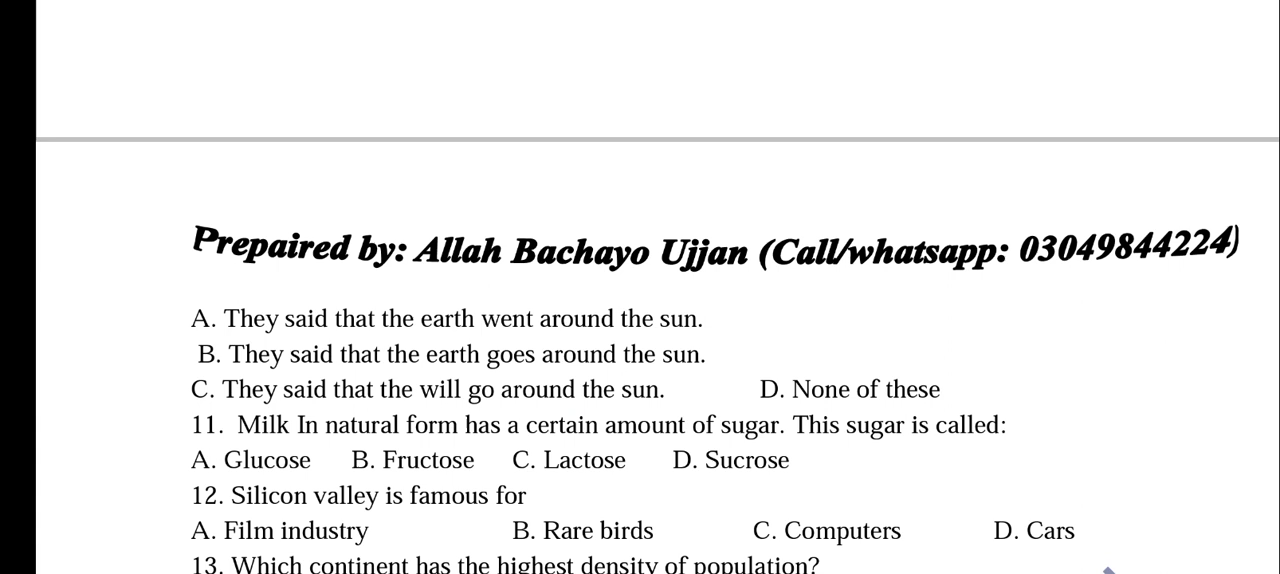 Prepaired by: Allah Bachayo Ujjan (Call/whatsapp: 03049844224)
A. They said that the earth went around the sun.
B. They said that the earth goes around the sun.
C. They said that the will go around the sun. D. None of these
11. Milk In natural form has a certain amount of sugar. This sugar is called:
A. Glucose B. Fructose C. Lactose D. Sucrose
12. Silicon valley is famous for
A. Film industry B. Rare birds C. Computers D. Cars
13. Which continent has the highest density of population?